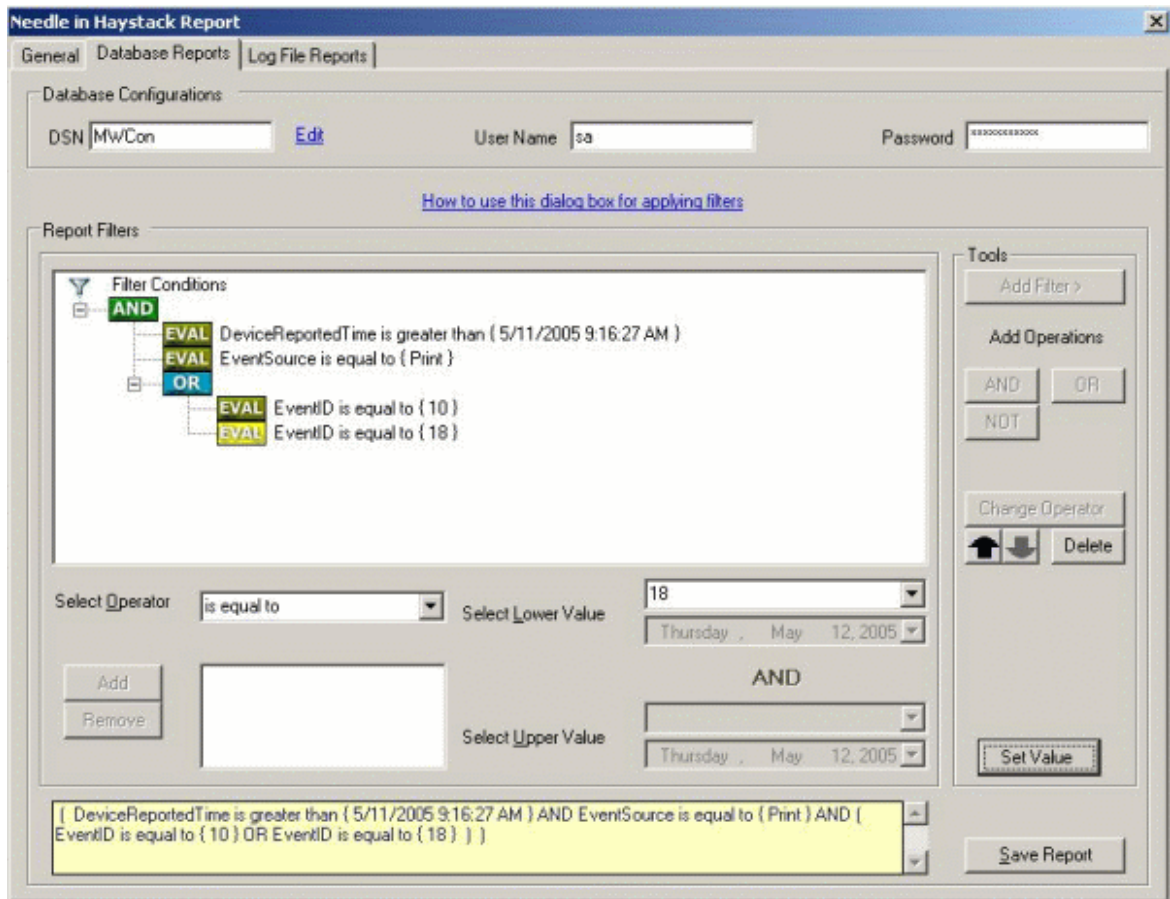 Needle in Haystack Report
General Database Reports Log File Reports
Database Configurations
DSN MWCon Edit User Name sa Password xxxxxxxxxxxx
How to use this dialog box for applying filters
Report Filters
Filter Conditions
AND
EVAL DeviceReportedTime is greater than { 5/11/2005 9:16:27 AM }
EVAL EventSource is equal to { Print }
OR
EVAL EventID is equal to { 10 }
EVAL EventID is equal to { 18 }
Tools
Add Filter >
Add Operations
AND OR
NOT
Change Operator
Delete
Select Operator is equal to Select Lower Value 18
Thursday , May 12, 2005
Add
Remove
AND
Select Upper Value
Thursday , May 12, 2005
Set Value
( DeviceReportedTime is greater than { 5/11/2005 9:16:27 AM } AND EventSource is equal to { Print } AND (
EventID is equal to { 10 } OR EventID is equal to { 18 } ) )
Save Report